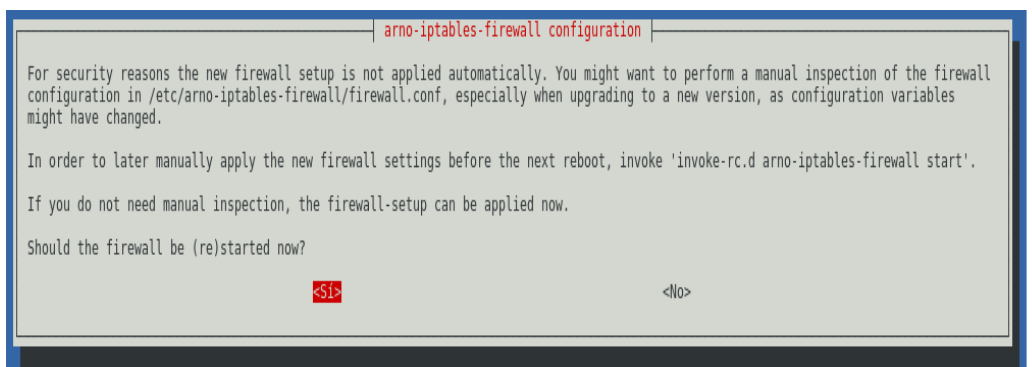 arno-iptables-firewall configuration
For security reasons the new firewall setup is not applied automatically. You might want to perform a manual inspection of the firewall
configuration in /etc/arno-iptables-firewall/firewall.conf, especially when upgrading to a new version, as configuration variables
might have changed.
In order to later manually apply the new firewall settings before the next reboot, invoke 'invoke-rc.d arno-iptables-firewall start'.
If you do not need manual inspection, the firewall-setup can be applied now.
Should the firewall be (re)started now?
<Sí> <No>